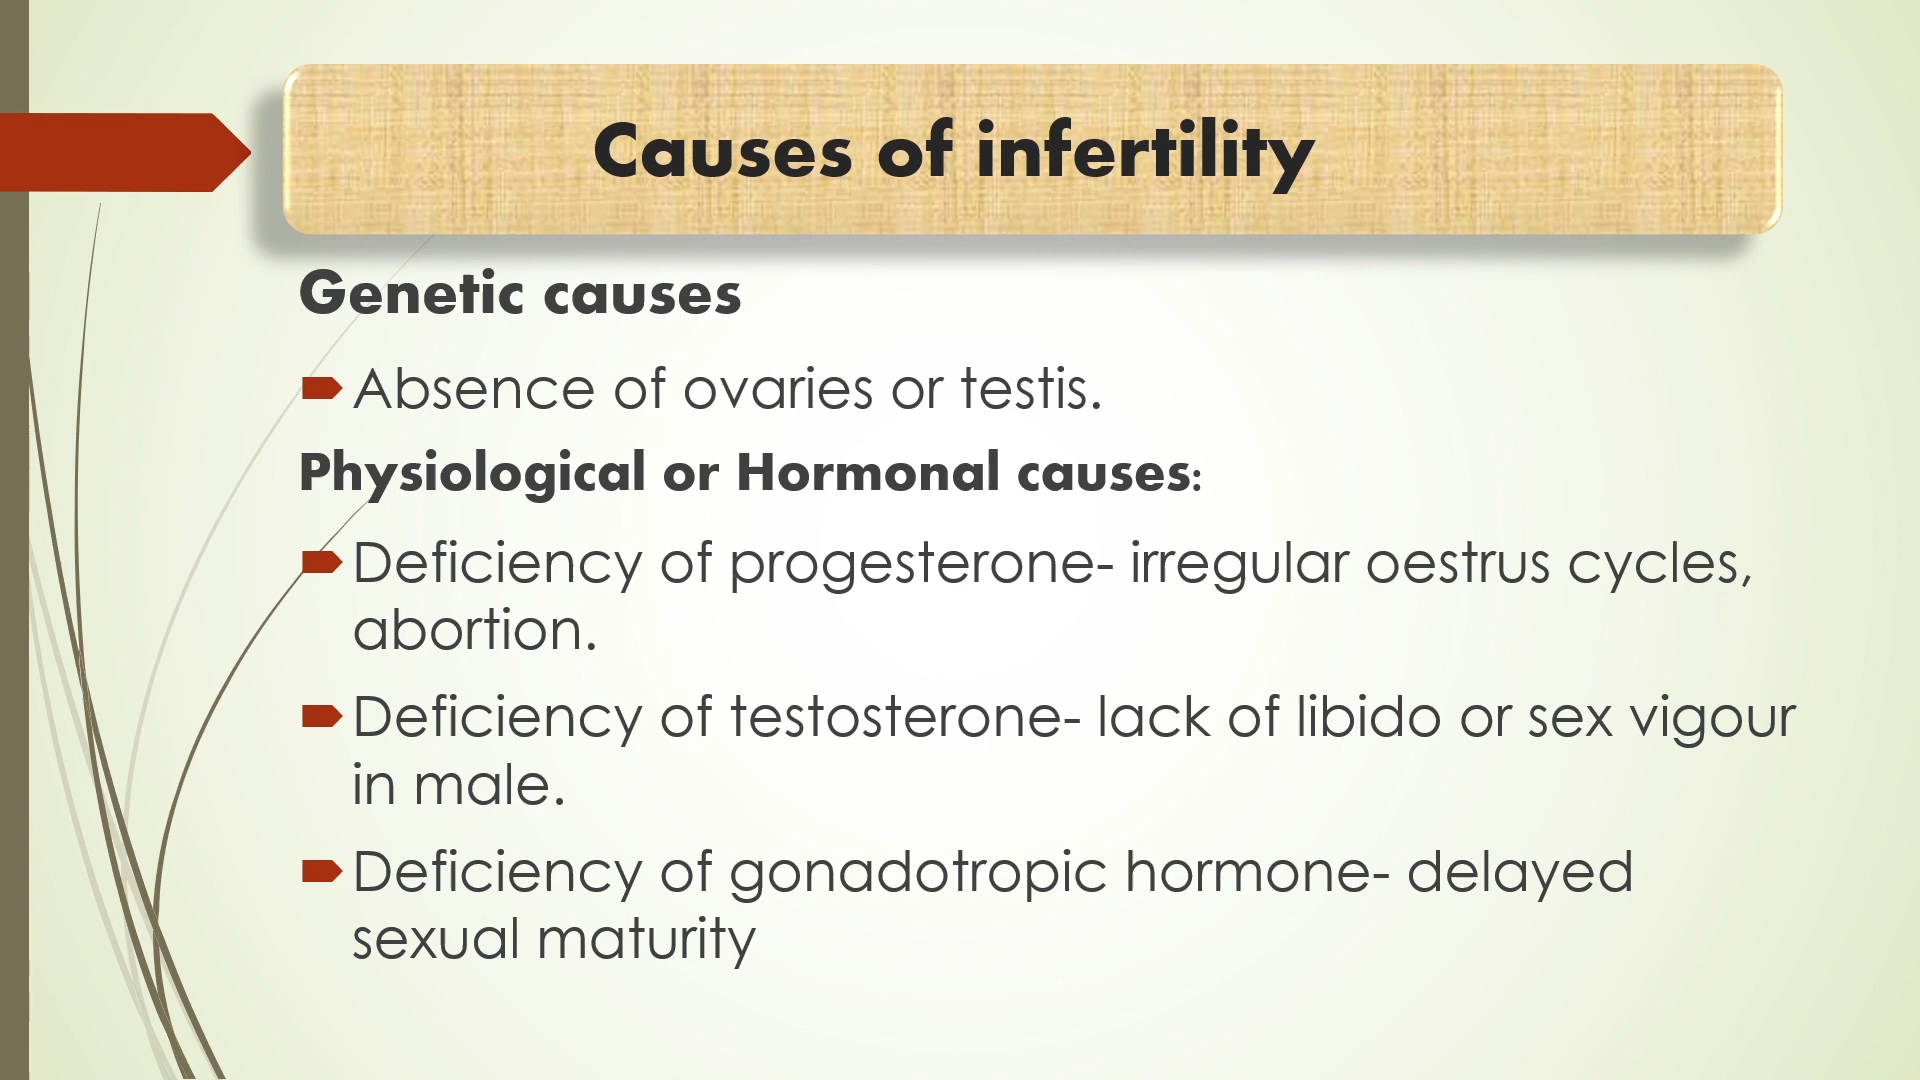 Causes of infertility
Genetic causes
Absence of ovaries or testis.
Physiological or Hormonal causes:
Deficiency of progesterone- irregular oestrus cycles,
abortion.
Deficiency of testosterone- lack of libido or sex vigour
in male.
Deficiency of gonadotropic hormone- delayed
sexual maturity